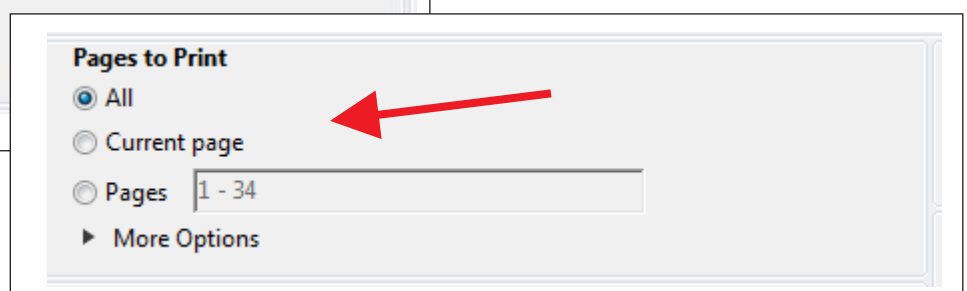 Pages to Print
All
Current page
Pages 1 - 34
More Options